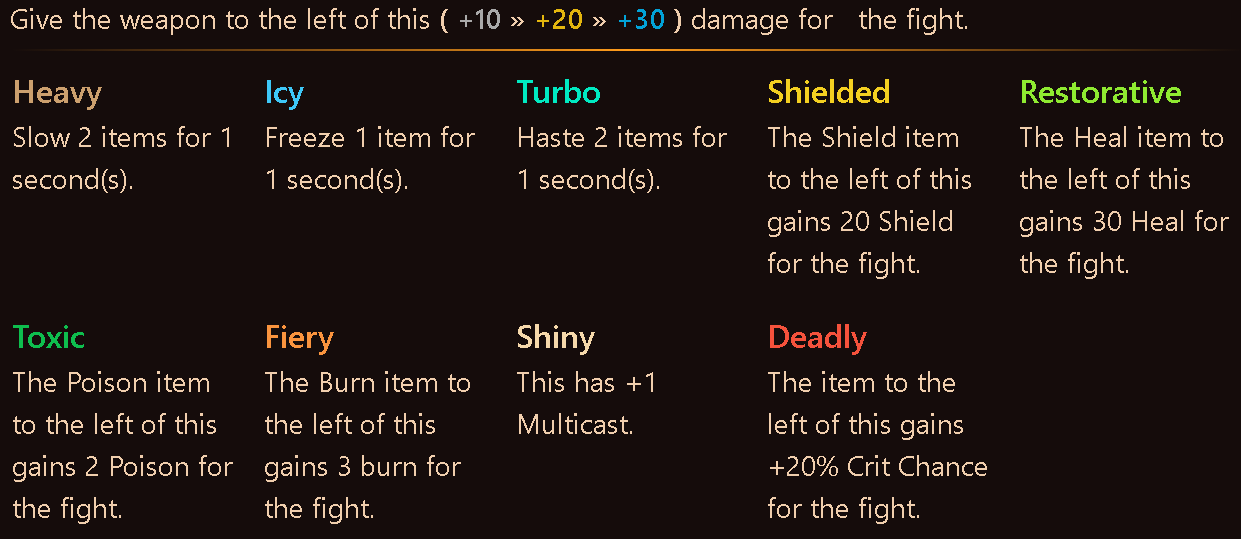 Give the weapon to the left of this ( +10 » +20 » +30 ) damage for the fight.
Heavy
Slow 2 items for 1
second(s).
Icy
Freeze 1 item for
1 second(s).
Turbo
Haste 2 items for
1 second(s).
Shielded
The Shield item
to the left of this
gains 20 Shield
for the fight.
Restorative
The Heal item to
the left of this
gains 30 Heal for
the fight.
Toxic
The Poison item
to the left of this
gains 2 Poison for
the fight.
Fiery
The Burn item to
the left of this
gains 3 burn for
the fight.
Shiny
This has +1
Multicast.
Deadly
The item to the
left of this gains
+20% Crit Chance
for the fight.